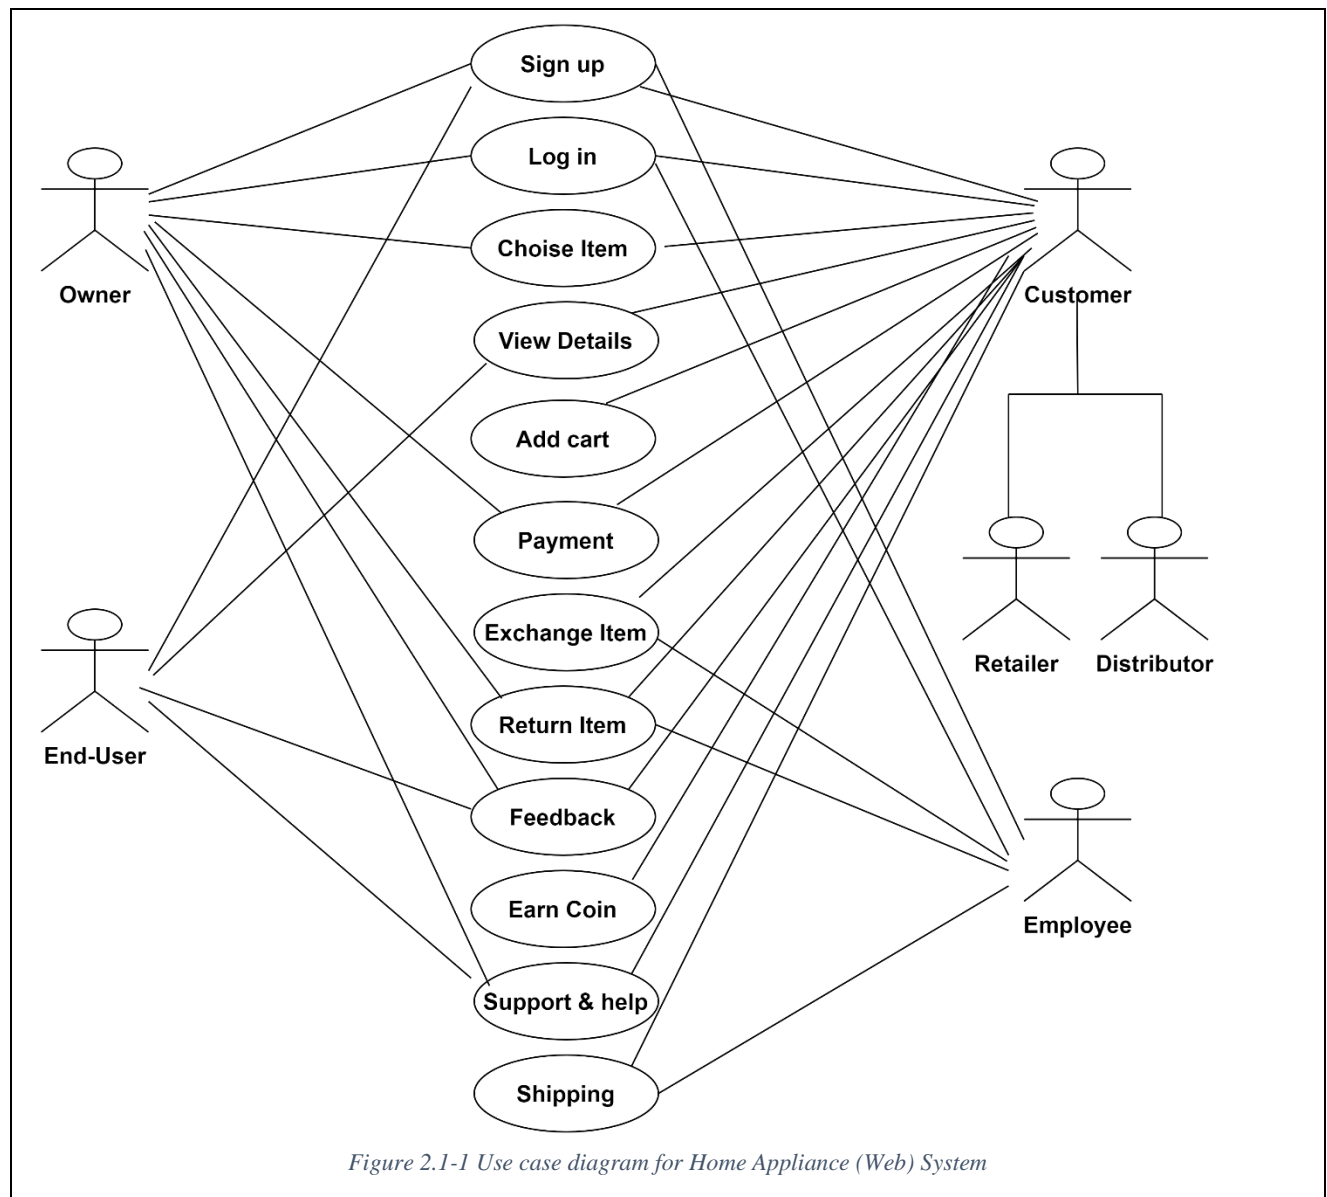 Sign up
Log in
Choise Item
View Details
Add cart
Payment
Exchange Item
Return Item
Feedback
Earn Coin
Support & help
Shipping
Owner
End-User
Customer
Retailer
Distributor
Employee
Figure 2.1-1 Use case diagram for Home Appliance (Web) System